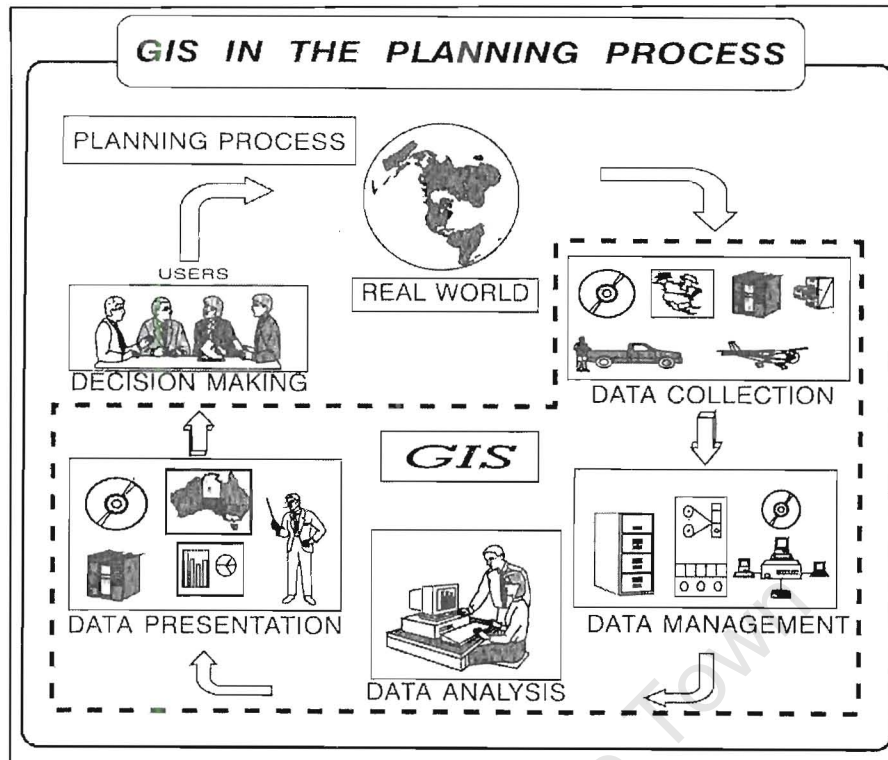 GIS IN THE PLANNING PROCESS
PLANNING PROCESS
USERS
REAL WORLD
DECISION MAKING
DATA COLLECTION
GIS
DATA PRESENTATION
DATA MANAGEMENT
DATA ANALYSIS
Town